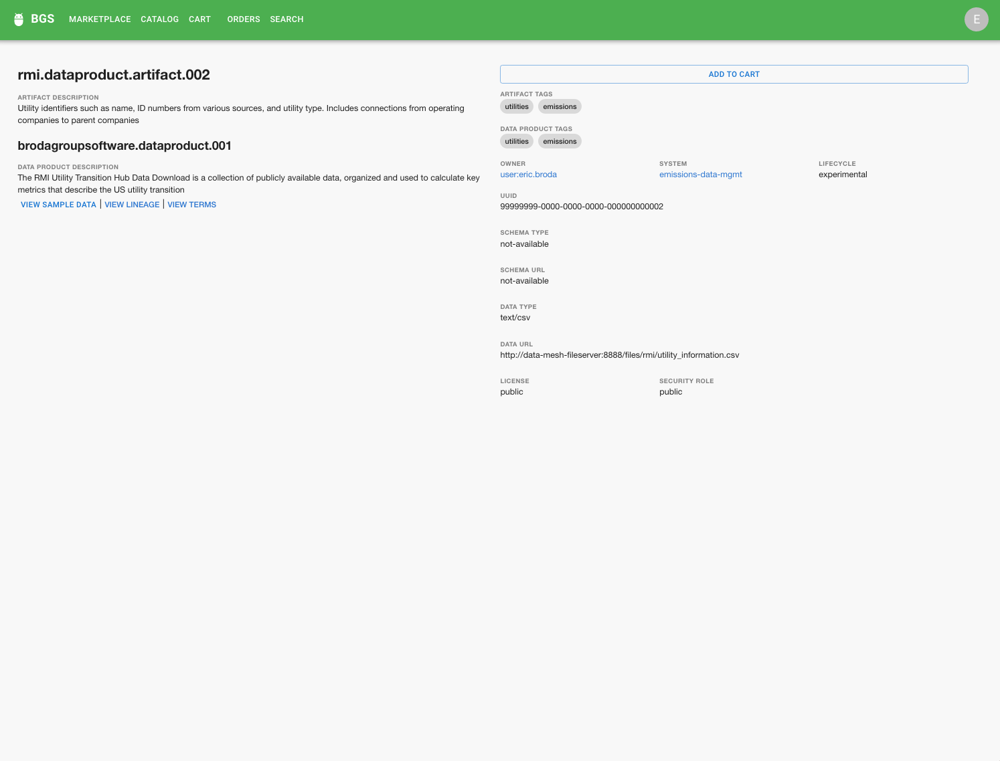 BGS MARKETPLACE CATALOG CART ORDERS SEARCH E
rmi.dataproduct.artifact.002
ARTIFACT DESCRIPTION
Utility identifiers such as name, ID numbers from various sources, and utility type. Includes connections from operating
companies to parent companies
brodagroupsoftware.dataproduct.001
DATA PRODUCT DESCRIPTION
The RMI Utility Transition Hub Data Download is a collection of publicly available data, organized and used to calculate key
metrics that describe the US utility transition
VIEW SAMPLE DATA | VIEW LINEAGE | VIEW TERMS
ADD TO CART
ARTIFACT TAGS
utilities emissions
DATA PRODUCT TAGS
utilities emissions
OWNER SYSTEM LIFECYCLE
user:eric.broda emissions-data-mgmt experimental
UUID
99999999-0000-0000-0000-000000000002
SCHEMA TYPE
not-available
SCHEMA URL
not-available
DATA TYPE
text/csv
DATA URL
http://data-mesh-fileserver:8888/files/rmi/utility_information.csv
LICENSE SECURITY ROLE
public public